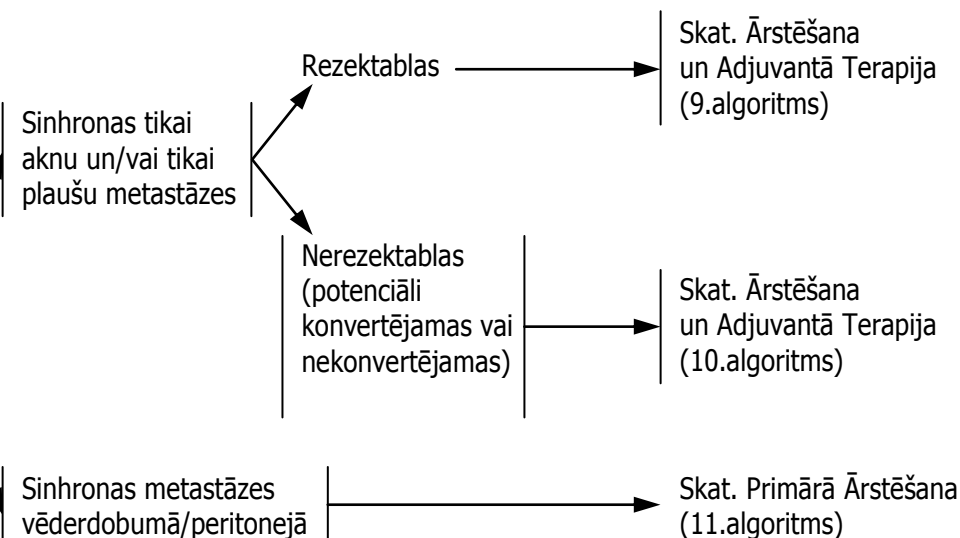 Sinhronas tikai
aknu un/vai tikai
plaušu metastāzes
Rezektablas
Skat. Ārstēšana
un Adjuvantā Terapija
(9.algoritms)
Nerezektablas
(potenciāli
konvertējamas vai
nekonvertējamas)
Skat. Ārstēšana
un Adjuvantā Terapija
(10.algoritms)
Sinhronas metastāzes
vēderdobumā/peritonejā
Skat. Primārā Ārstēšana
(11.algoritms)